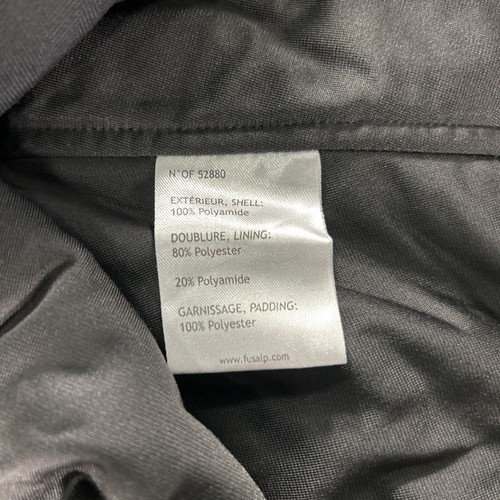 N°OF 52880
EXTÉRIEUR, SHELL:
100% Polyamide
DOUBLURE, LINING:
80% Polyester
20% Polyamide
GARNISSAGE, PADDING:
100% Polyester
www.fusalp.com